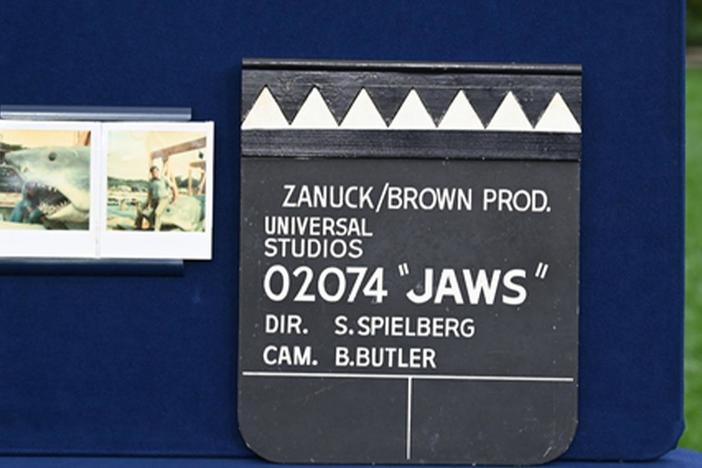 ZANUCK/BROWN PROD.
UNIVERSAL
STUDIOS
02074 "JAWS"
DIR. S. SPIELBERG
CAM. B. BUTLER